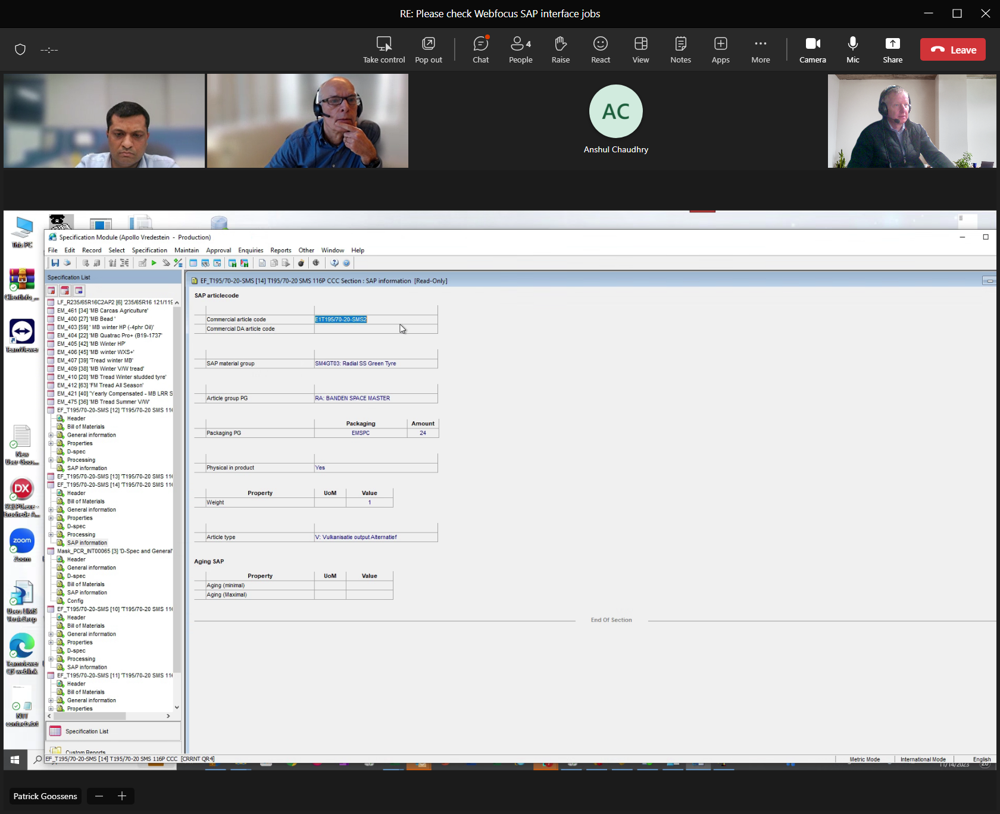 RE: Please check Webfocus SAP interface jobs
--:--
Take control
Pop out
Chat
4
People
Raise
React
View
Notes
Apps
More
Camera
Mic
Share
Leave
AC
Anshul Chaudhry
This PC
TeamViewer
New
DX
zoom
Zoom
Teamviewer
QS weblink
NTT
contacts.txt
Specification Module (Apollo Vredestein - Production)
File Edit Record Select Specification Maintain Approval Enquiries Reports Other Window Help
Specification List
LF_R235/65R16C2AP2 [6] '235/65R16 121/119
EM_461 [34] 'MB Carcas Agriculture'
EM_400 [27] 'MB Bead '
EM_403 [59] ' MB winter HP (-4phr Oil)'
EM_404 [22] 'MB Quatrac Pro+ (B19-1737'
EM_405 [42] 'MB Winter HP'
EM_406 [45] 'MB winter WXS+'
EM_407 [39] 'Tread winter MB'
EM_409 [38] 'MB Winter V/W tread'
EM_410 [20] 'MB Tread Winter studded tyre'
EM_412 [63] 'FM Tread All Season'
EM_421 [40] 'Yearly Compensated - MB LRR S
EM_475 [36] 'MB Tread Summer V/W'
EF_T195/70-20-SMS [12] 'T195/70-20 SMS 116
Header
Bill of Materials
General information
Properties
D-spec
Processing
SAP information
EF_T195/70-20-SMS [13] 'T195/70-20 SMS 116
EF_T195/70-20-SMS [14] 'T195/70-20 SMS 116
Header
Bill of Materials
General information
Properties
D-spec
Processing
SAP information
Mask_PCR_INT00065 [3] 'D-Spec and General'
Header
General information
D-spec
Bill of Materials
SAP information
Config
EF_T195/70-20-SMS [10] 'T195/70-20 SMS 116
Header
Bill of Materials
General information
Properties
D-spec
Processing
SAP information
EF_T195/70-20-SMS [11] 'T195/70-20 SMS 116
Header
Bill of Materials
General information
Properties
Specification List
Custom Reports
EF_T195/70-20-SMS [14] T195/70-20 SMS 116P CCC Section : SAP information [Read-Only]
SAP articlecode
Commercial article code E1T195/70-20-SMS2
Commercial DA article code
SAP material group SM4GT03: Radial SS Green Tyre
Article group PG RA: BANDEN SPACE MASTER
Packaging Amount
Packaging PG EMSPC 24
Physical in product Yes
Property UoM Value
Weight 1
Article type V: Vulkanisatie output Alternatief
Aging SAP
Property UoM Value
Aging (minimal)
Aging (Maximal)
End Of Section
EF_T195/70-20-SMS [14] T195/70-20 SMS 116P CCC [CRRNT QR4]
Metric Mode International Mode English
11/14/2023
Patrick Goossens